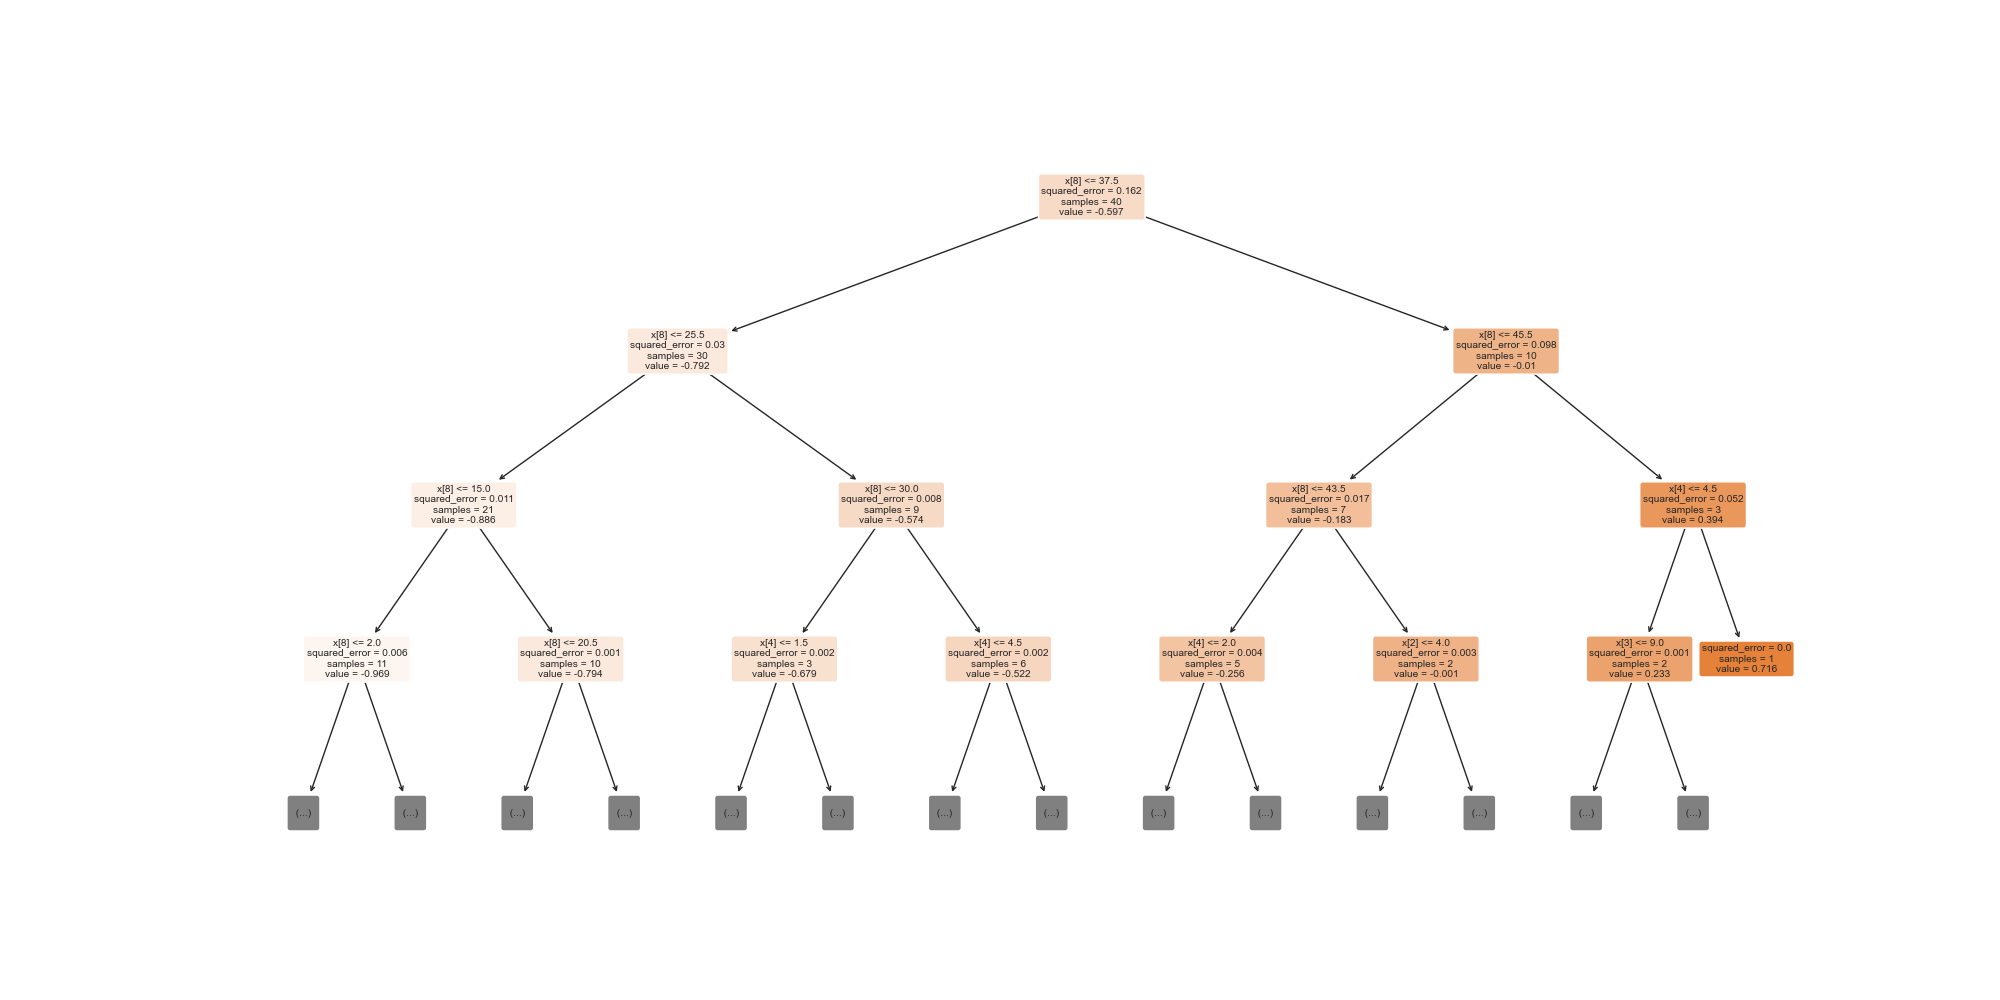 x[8] <= 37.5
squared_error = 0.162
samples = 40
value = -0.597
x[8] <= 25.5
squared_error = 0.03
samples = 30
value = -0.792
x[8] <= 45.5
squared_error = 0.098
samples = 10
value = -0.01
x[8] <= 15.0
squared_error = 0.011
samples = 21
value = -0.886
x[8] <= 30.0
squared_error = 0.008
samples = 9
value = -0.574
x[8] <= 43.5
squared_error = 0.017
samples = 7
value = -0.183
x[4] <= 4.5
squared_error = 0.052
samples = 3
value = 0.394
x[8] <= 2.0
squared_error = 0.006
samples = 11
value = -0.969
x[8] <= 20.5
squared_error = 0.001
samples = 10
value = -0.794
x[4] <= 1.5
squared_error = 0.002
samples = 3
value = -0.679
x[4] <= 4.5
squared_error = 0.002
samples = 6
value = -0.522
x[4] <= 2.0
squared_error = 0.004
samples = 5
value = -0.256
x[2] <= 4.0
squared_error = 0.003
samples = 2
value = -0.001
x[3] <= 9.0
squared_error = 0.001
samples = 2
value = 0.233
squared_error = 0.0
samples = 1
value = 0.716
(...)
(...)
(...)
(...)
(...)
(...)
(...)
(...)
(...)
(...)
(...)
(...)
(...)
(...)